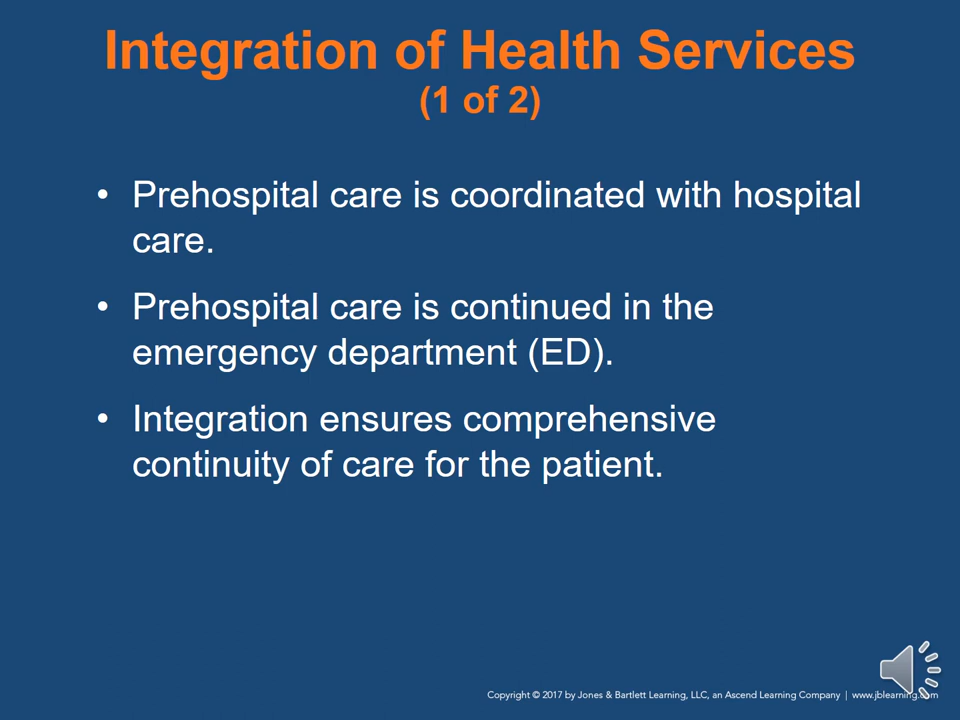 Integration of Health Services
(1 of 2)
• Prehospital care is coordinated with hospital
care.
• Prehospital care is continued in the
emergency department (ED).
• Integration ensures comprehensive
continuity of care for the patient.
Copyright © 2017 by Jones & Bartlett Learning, LLC, an Ascend Learning Company | www.jblearning.com